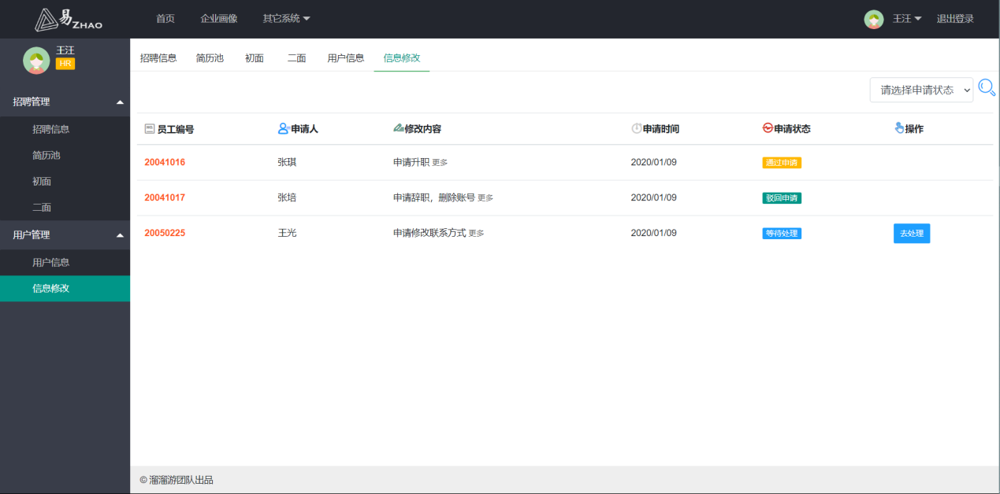 易ZHAO 首页 企业画像 其它系统 王汪 退出登录
王汪
HR
招聘管理
招聘信息
简历池
初面
二面
用户管理
用户信息
信息修改
招聘信息 简历池 初面 二面 用户信息 信息修改
请选择申请状态
NO. 员工编号 申请人 修改内容 申请时间 申请状态 操作
20041016 张琪 申请升职 更多 2020/01/09 通过申请
20041017 张培 申请辞职，删除账号 更多 2020/01/09 驳回申请
20050225 王光 申请修改联系方式 更多 2020/01/09 等待处理 去处理
© 溜溜游团队出品